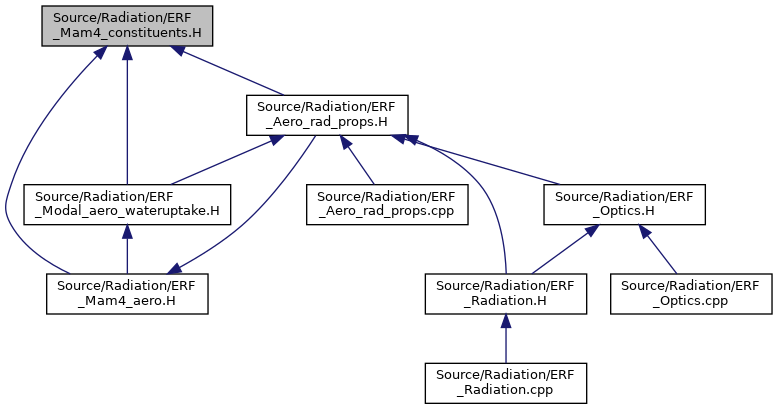 Source/Radiation/ERF
_Mam4_constituents.H
Source/Radiation/ERF
_Aero_rad_props.H
Source/Radiation/ERF
_Modal_aero_wateruptake.H
Source/Radiation/ERF
_Aero_rad_props.cpp
Source/Radiation/ERF
_Optics.H
Source/Radiation/ERF
_Mam4_aero.H
Source/Radiation/ERF
_Radiation.H
Source/Radiation/ERF
_Optics.cpp
Source/Radiation/ERF
_Radiation.cpp